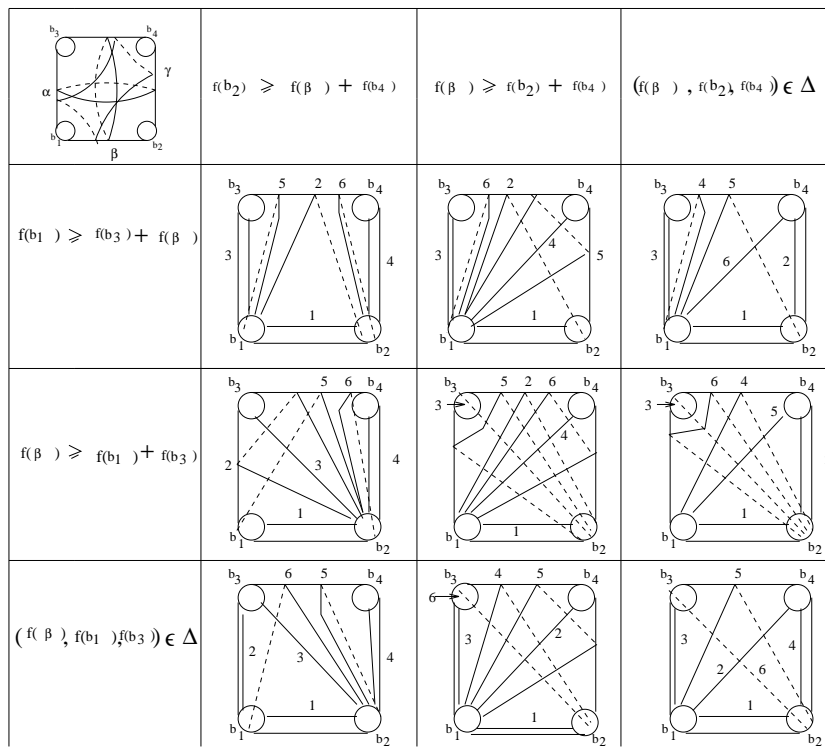 b3 b4
α γ
b1 b2
β
f(b2) ⩾ f(β) + f(b4)
f(β) ⩾ f(b2) + f(b4)
(f(β), f(b2), f(b4)) ϵ Δ
f(b1) ⩾ f(b3) + f(β)
b3 5 2 6 b4
3 4
1
b1 b2
b3 6 2 b4
3 4 5
1
b1 b2
b3 4 5 b4
3 6 2
1
b1 b2
f(β) ⩾ f(b1) + f(b3)
b3 5 6 b4
2 3 4
1
b1 b2
b3 5 2 6 b4
3
4
1
b1 b2
b3 6 4 b4
3
5
1
b1 b2
(f(β), f(b1), f(b3)) ϵ Δ
b3 6 5 b4
2 3 4
1
b1 b2
b3 4 5 b4
6
3 2
1
b1 b2
b3 5 b4
3 4
2 6
1
b1 b2